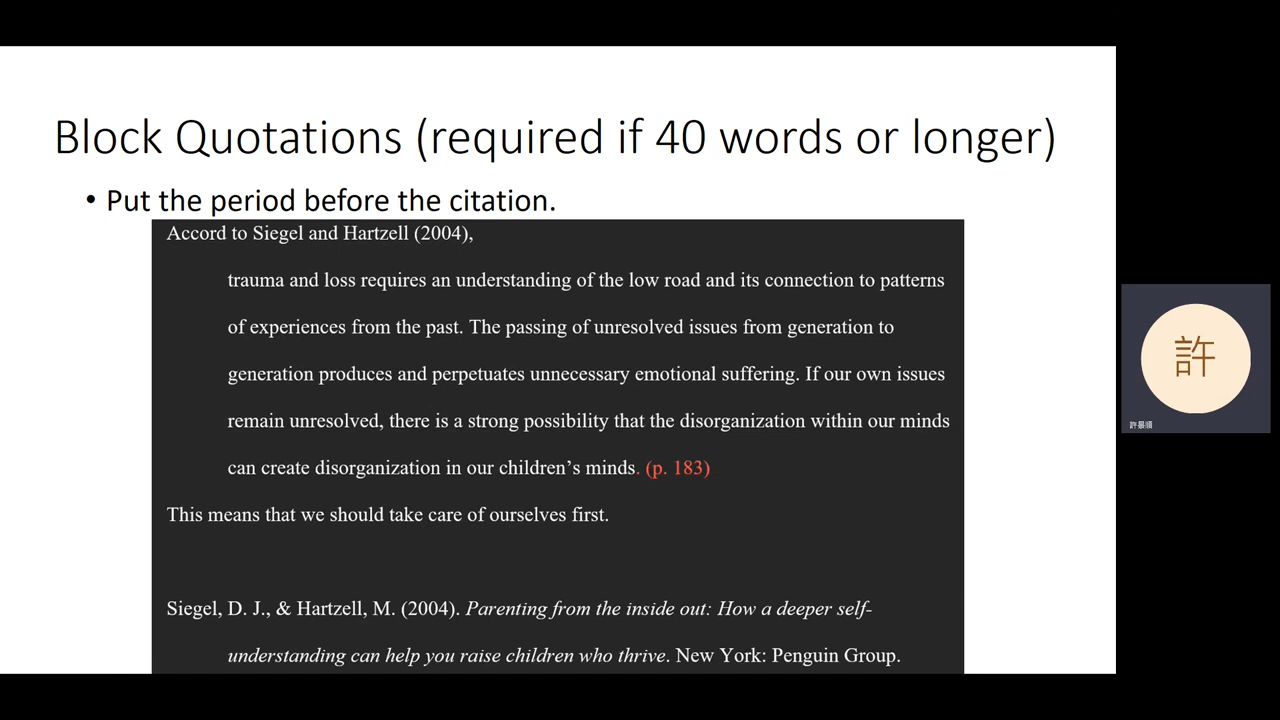 Block Quotations (required if 40 words or longer)
• Put the period before the citation.
Accord to Siegel and Hartzell (2004),
trauma and loss requires an understanding of the low road and its connection to patterns
of experiences from the past. The passing of unresolved issues from generation to
generation produces and perpetuates unnecessary emotional suffering. If our own issues
remain unresolved, there is a strong possibility that the disorganization within our minds
can create disorganization in our children’s minds. (p. 183)
This means that we should take care of ourselves first.
Siegel, D. J., & Hartzell, M. (2004). Parenting from the inside out: How a deeper self-
understanding can help you raise children who thrive. New York: Penguin Group.
許
許景順